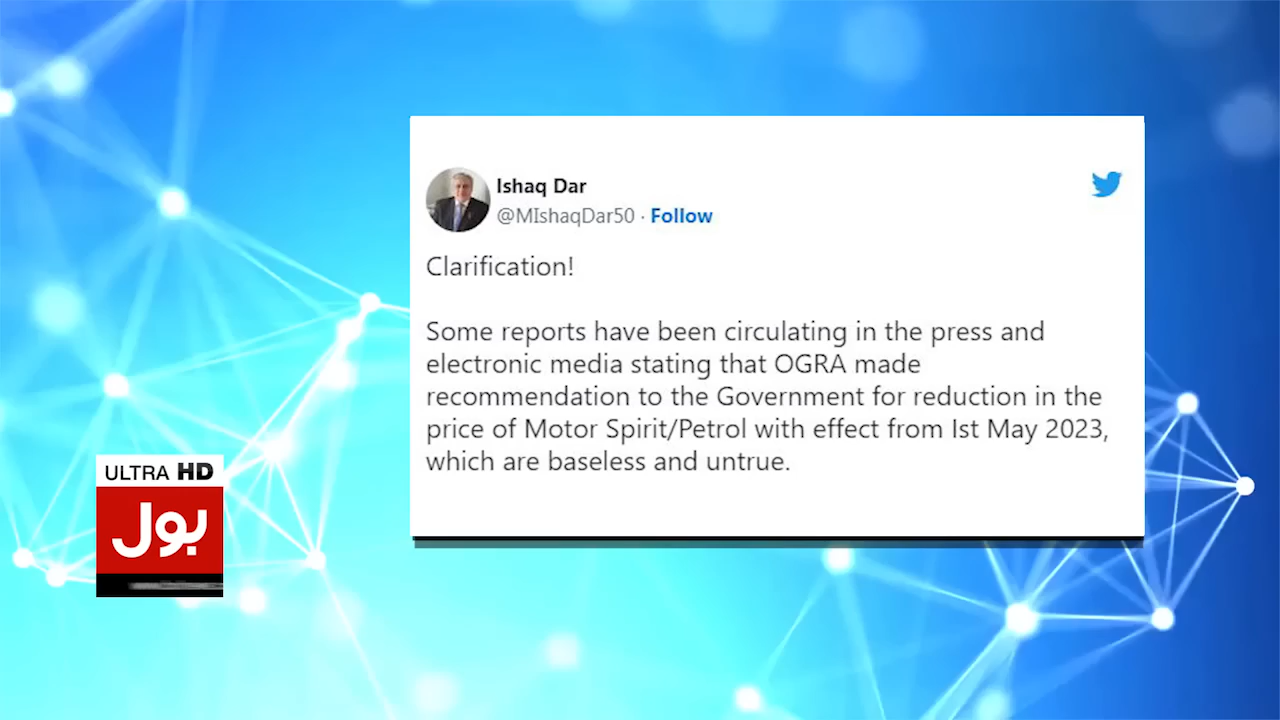 Ishaq Dar
@MIshaqDar50 · Follow
Clarification!
Some reports have been circulating in the press and
electronic media stating that OGRA made
recommendation to the Government for reduction in the
price of Motor Spirit/Petrol with effect from Ist May 2023,
which are baseless and untrue.
ULTRA HD
بول